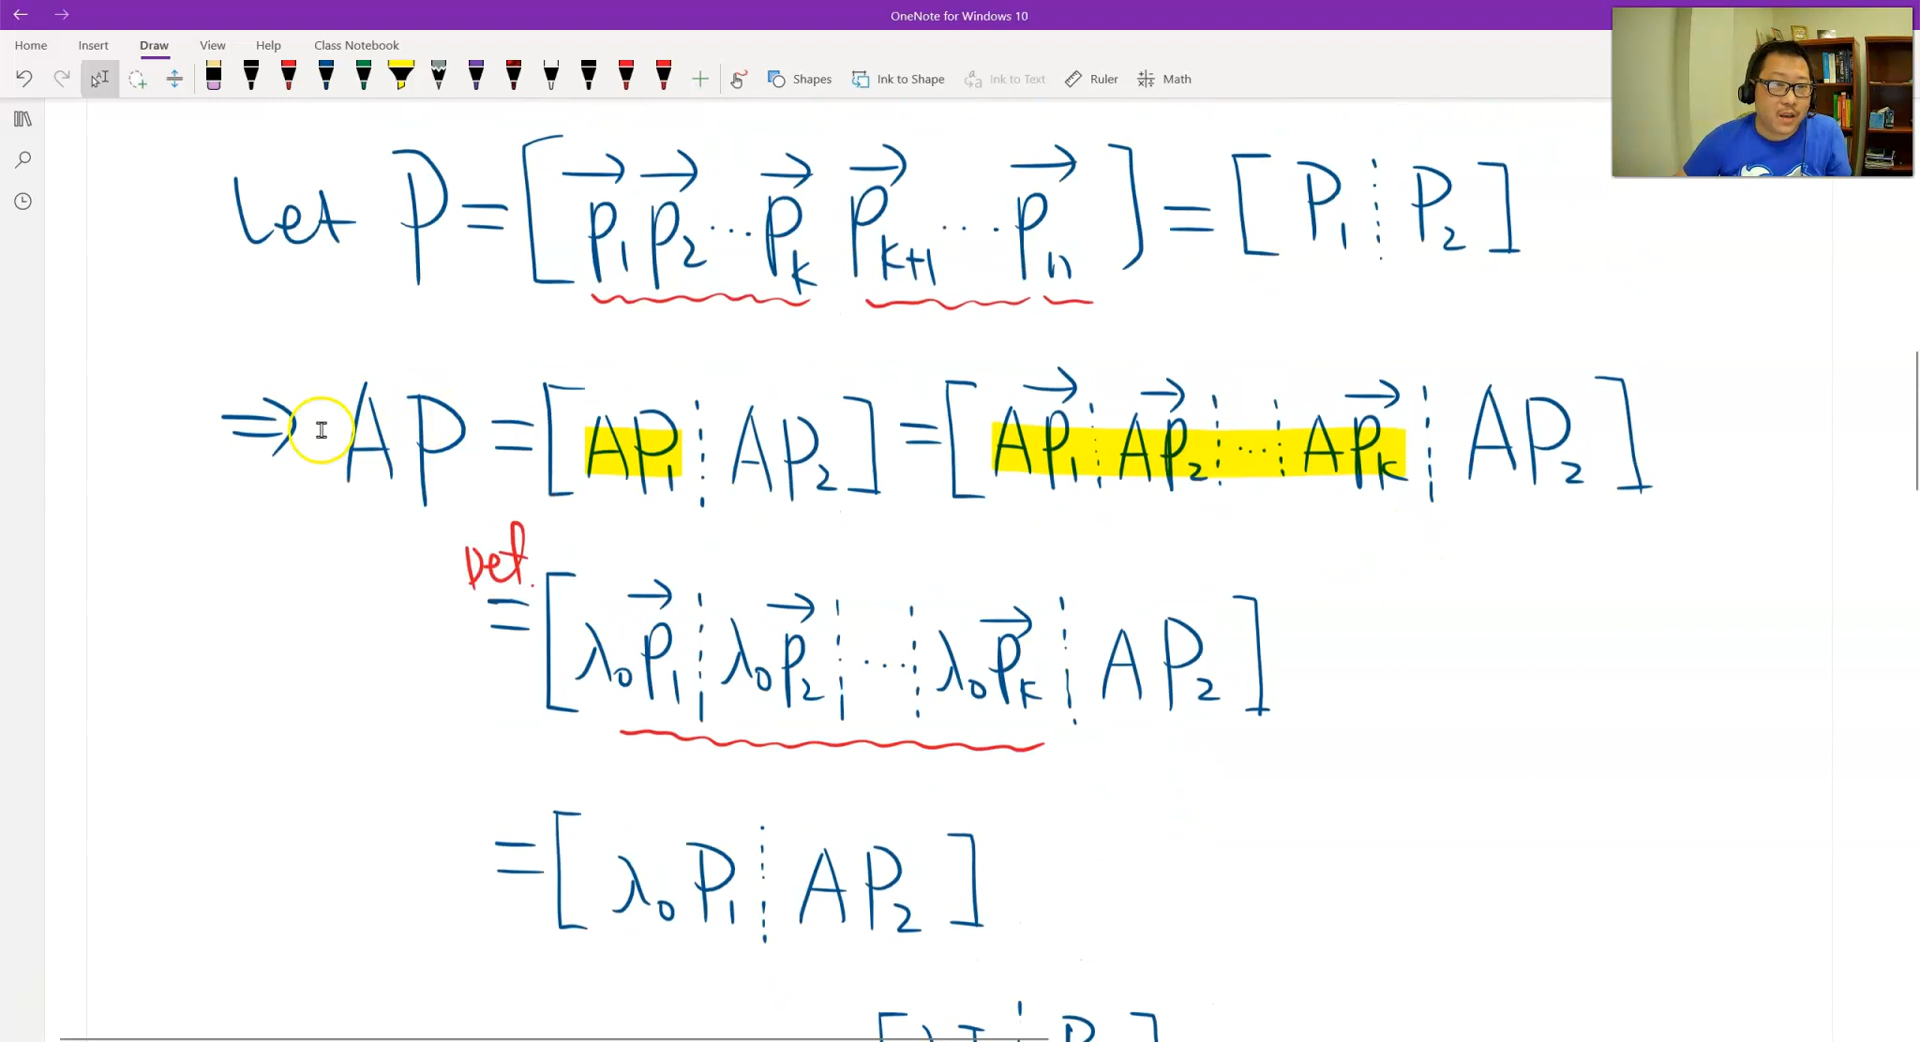 OneNote for Windows 10
Home Insert Draw View Help Class Notebook
Shapes Ink to Shape Ink to Text Ruler Math
Let P = [p⃗₁ p⃗₂ ⋯ p⃗ₖ p⃗ₖ₊₁ ⋯ p⃗ₙ] = [P₁ ⋮ P₂]
⇒ AP = [AP₁ ⋮ AP₂] = [Ap⃗₁ ⋮ Ap⃗₂ ⋮ ⋯ ⋮ Ap⃗ₖ ⋮ AP₂]
Def.
= [λ₀p⃗₁ ⋮ λ₀p⃗₂ ⋮ ⋯ ⋮ λ₀p⃗ₖ ⋮ AP₂]
= [λ₀P₁ ⋮ AP₂]